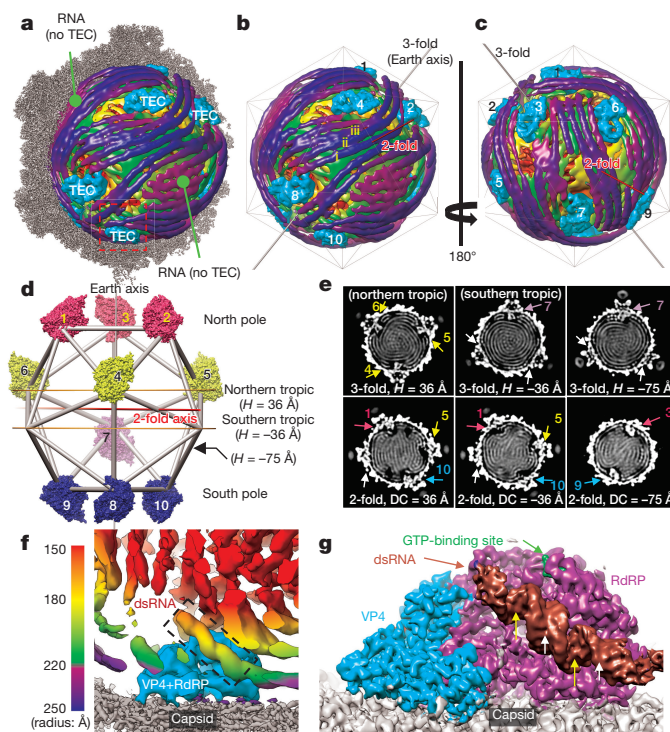 a
RNA
(no TEC)
TEC
TEC
TEC
TEC
RNA (no TEC)
b
3-fold
(Earth axis)
1
4
2
iii
ii
2-fold
8
10
180°
c
3-fold
1
2
3
6
2-fold
5
7
9
d
Earth axis
1
3
2
North pole
6
4
5
Northern tropic
(H = 36 Å)
2-fold axis
Southern tropic
(H = −36 Å)
7
(H = −75 Å)
9
8
10
South pole
e
(northern tropic)
(southern tropic)
6
5
4
3-fold, H = 36 Å
7
3-fold, H = −36 Å
7
3-fold, H = −75 Å
1
5
10
2-fold, DC = 36 Å
1
5
10
2-fold, DC = −36 Å
3
9
2-fold, DC = −75 Å
f
150
180
220
250
(radius: Å)
dsRNA
VP4+RdRP
Capsid
g
GTP-binding site
dsRNA
RdRP
VP4
Capsid